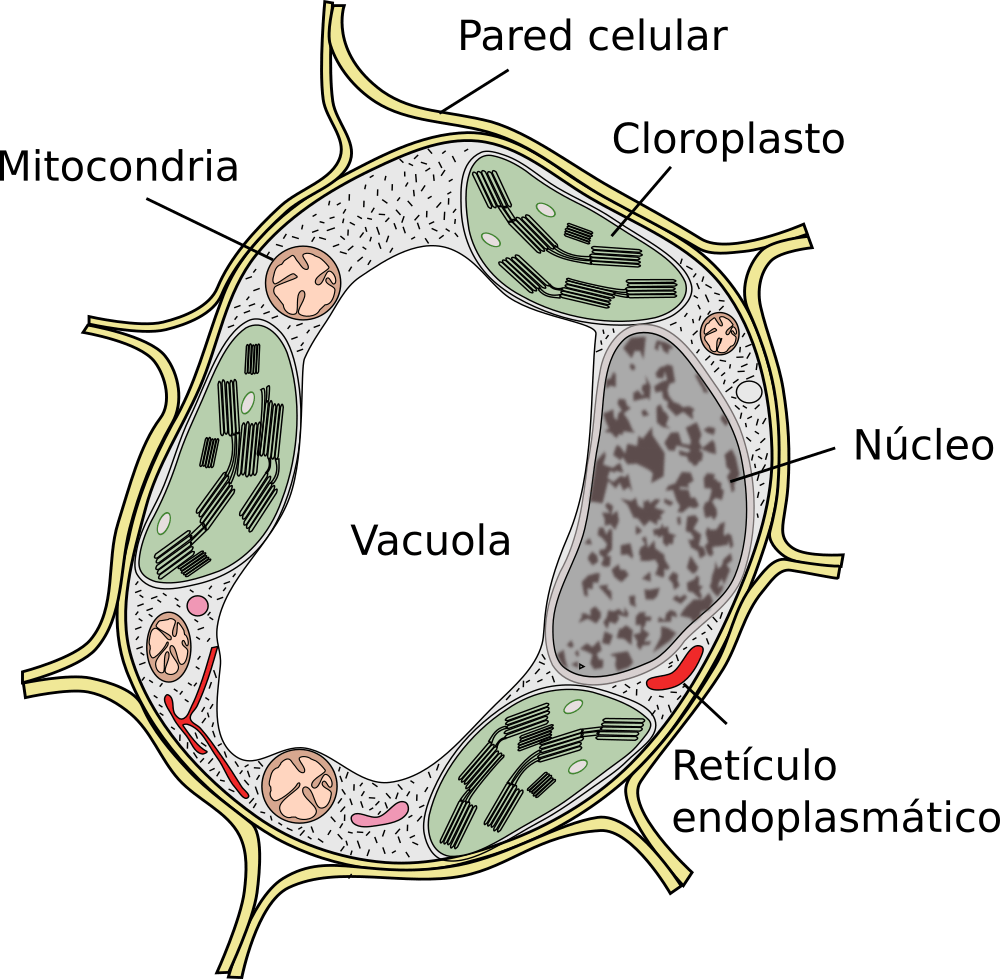 Pared celular
Cloroplasto
Mitocondria
Núcleo
Vacuola
Retículo
endoplasmático